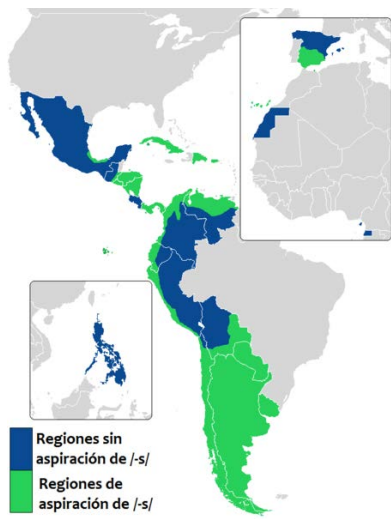 Regiones sin
aspiración de /-s/
Regiones de
aspiración de /-s/